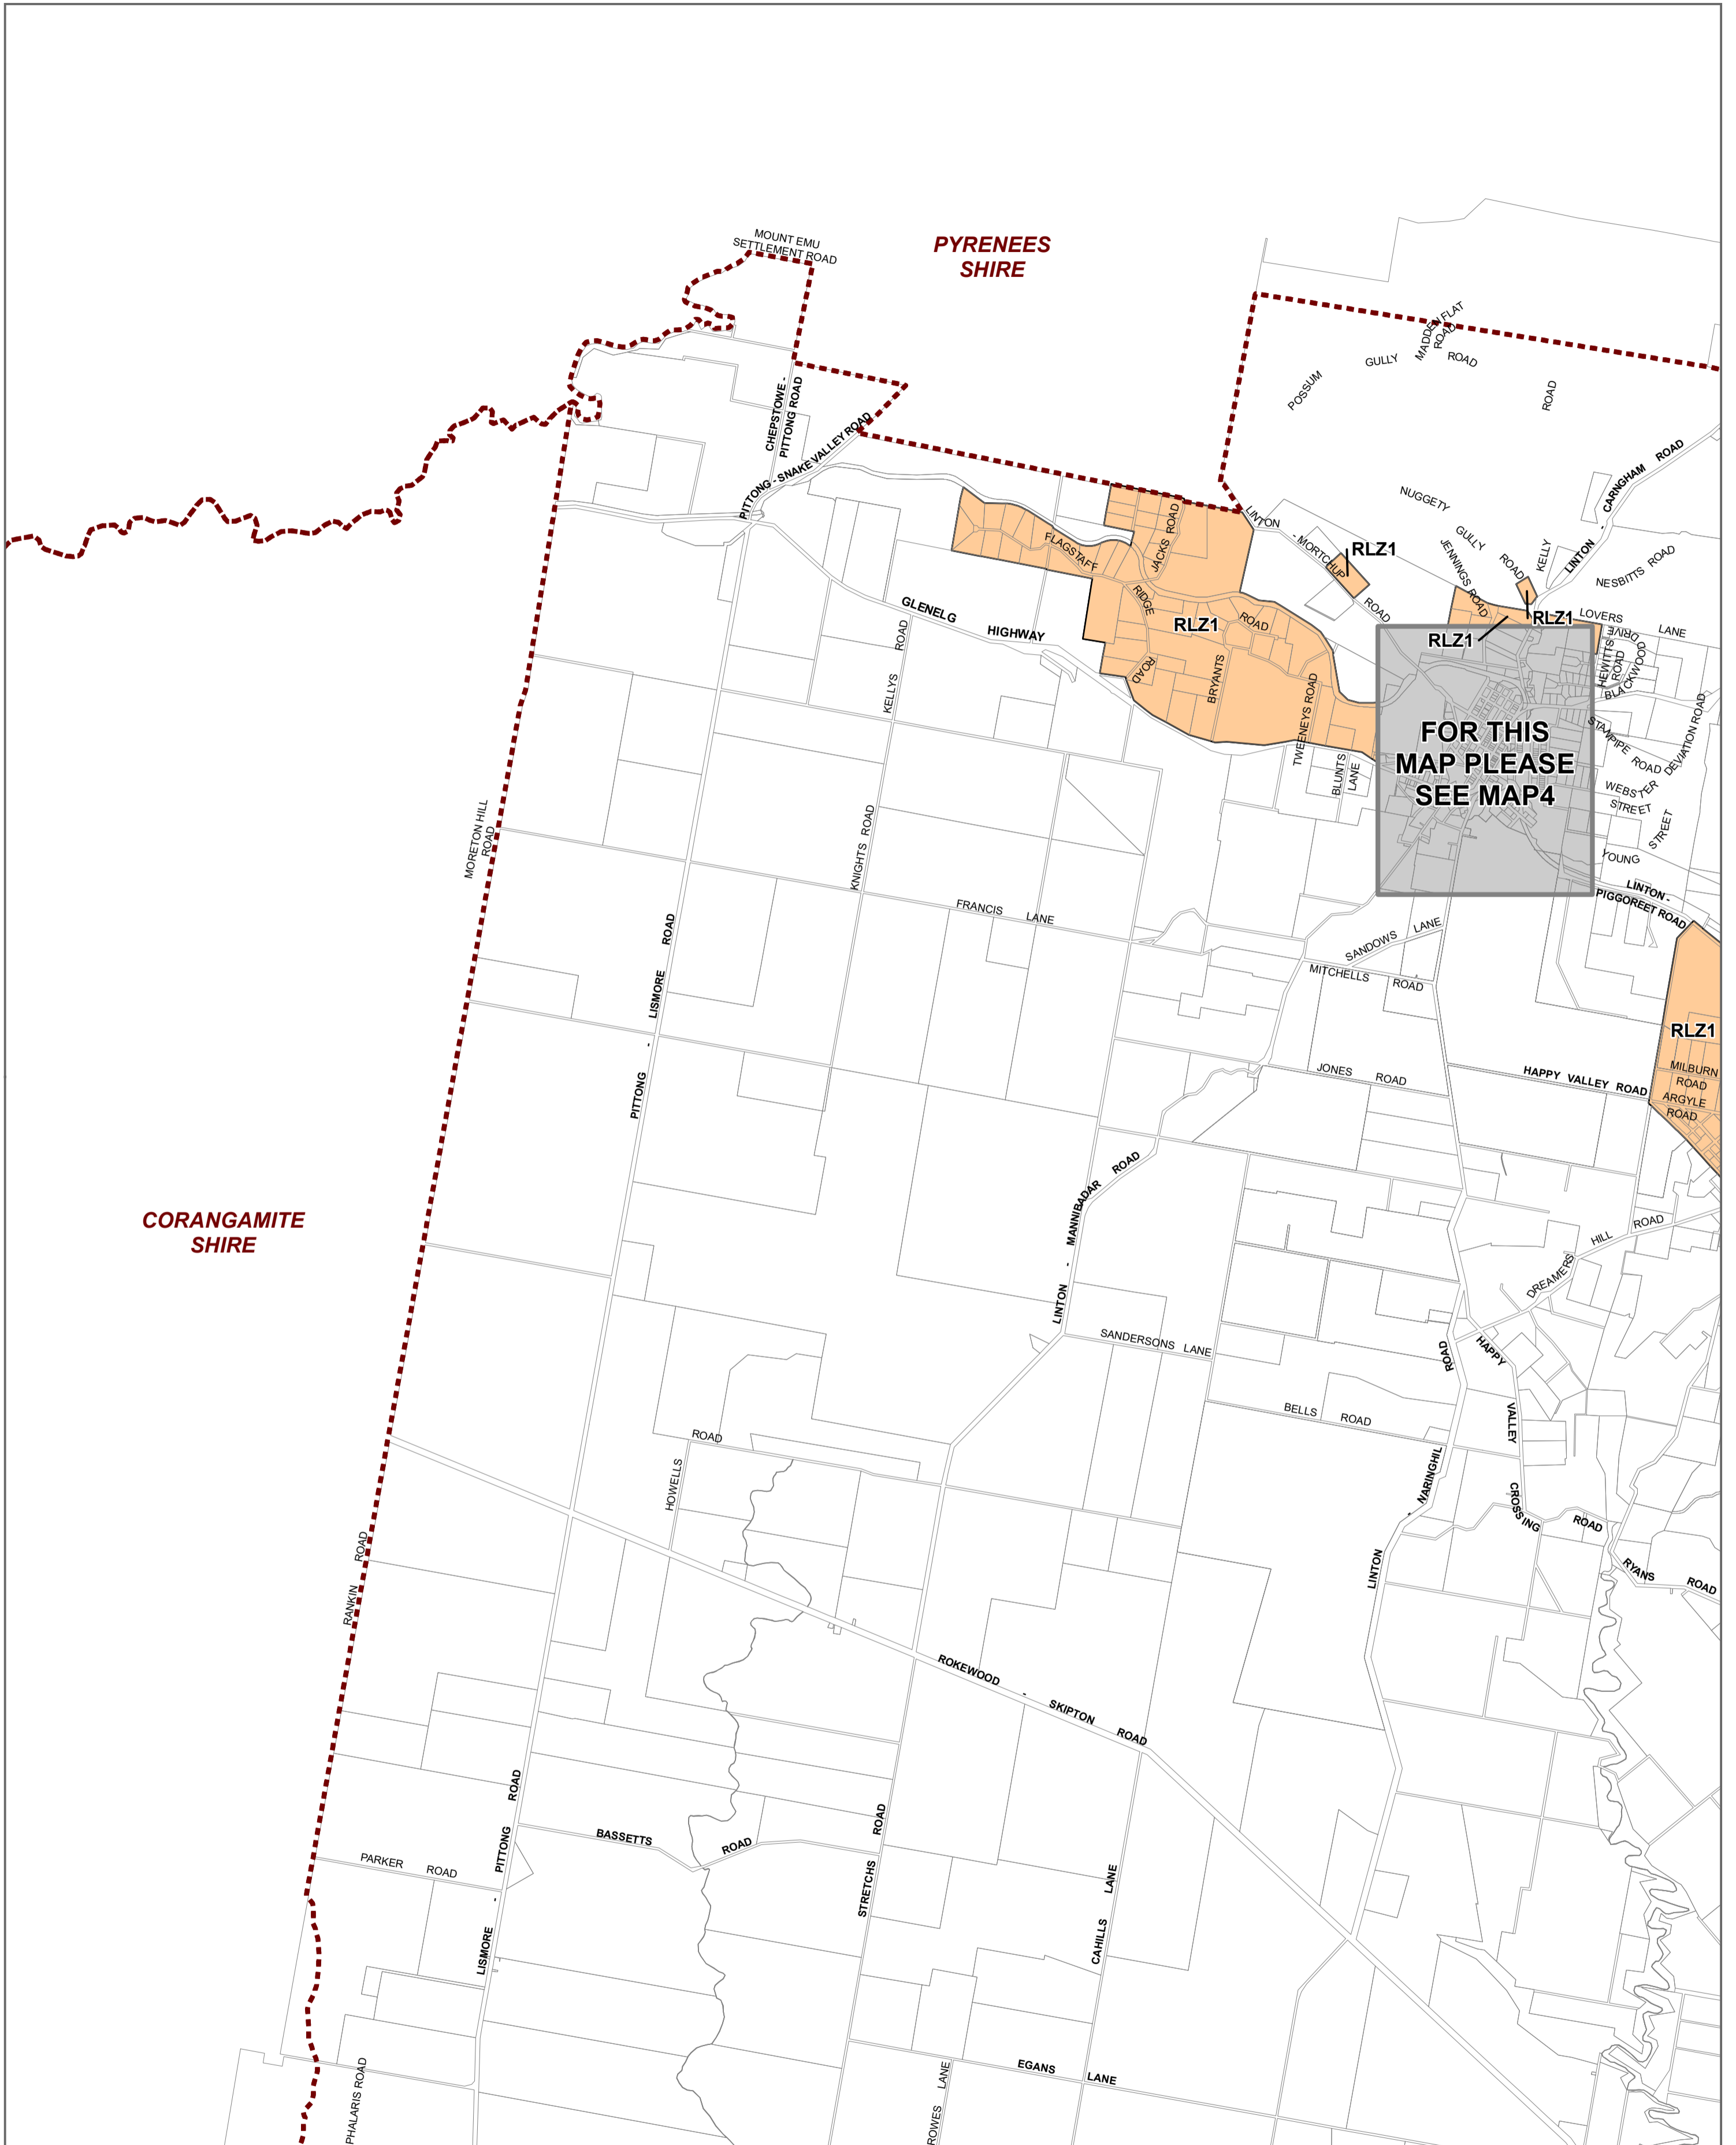 MOUNT EMU
SETTLEMENT ROAD
PYRENEES
SHIRE
MADDEN FLAT
ROAD
POSSUM
GULLY
ROAD
ROAD
CHEPSTOWE -
PITTONG ROAD
PITTONG - SNAKE VALLEY ROAD
LINTON - CARNGHAM ROAD
NUGGETY
GULLY
ROAD
LINTON
- MORTCHUP
ROAD
RLZ1
JENNINGS ROAD
KELLY
NESBITTS ROAD
FLAGSTAFF
JACKS ROAD
RIDGE
ROAD
RLZ1
ROAD
BRYANTS
TWEENEYS ROAD
BLUNTS
LANE
GLENELG HIGHWAY
KELLYS ROAD
RLZ1
RLZ1
LOVERS LANE
DRIVE
HEWITTS
ROAD
BLACKWOOD
FOR THIS
MAP PLEASE
SEE MAP4
STANPIPE ROAD
DEVIATION ROAD
WEBSTER
STREET
STREET
YOUNG
LINTON -
PIGGOREET ROAD
MORETON HILL
ROAD
KNIGHTS ROAD
FRANCIS LANE
SANDOWS LANE
MITCHELLS ROAD
PITTONG - LISMORE ROAD
JONES ROAD
HAPPY VALLEY ROAD
RLZ1
MILBURN
ROAD
ARGYLE
ROAD
CORANGAMITE
SHIRE
LINTON - MANNIBADAR ROAD
DREAMERS HILL ROAD
SANDERSONS LANE
BELLS ROAD
HAPPY
VALLEY
CROSSING
ROAD
LINTON - NARINGHIL ROAD
RYANS ROAD
HOWELLS
ROAD
RANKIN ROAD
ROKEWOOD - SKIPTON ROAD
LISMORE - PITTONG ROAD
BASSETTS ROAD
PARKER ROAD
STRETCHS ROAD
CAHILLS LANE
EGANS LANE
ROWES LANE
PHALARIS ROAD